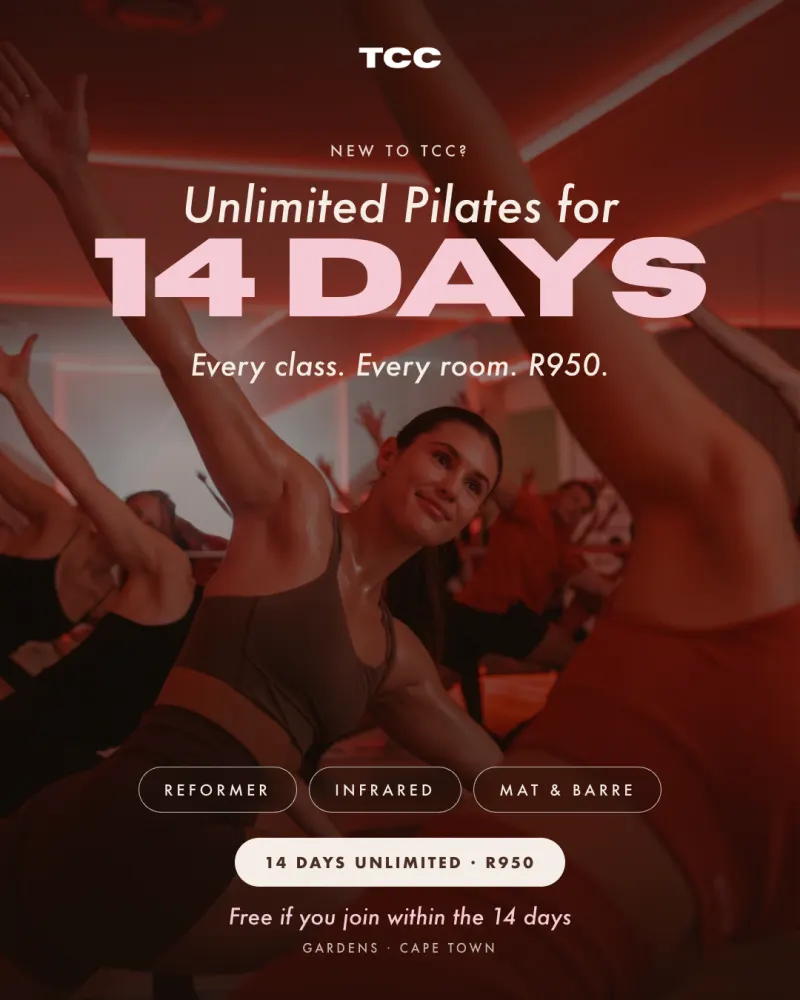 TCC
NEW TO TCC?
Unlimited Pilates for
14 DAYS
Every class. Every room. R950.
REFORMER
INFRARED
MAT & BARRE
14 DAYS UNLIMITED · R950
Free if you join within the 14 days
GARDENS · CAPE TOWN